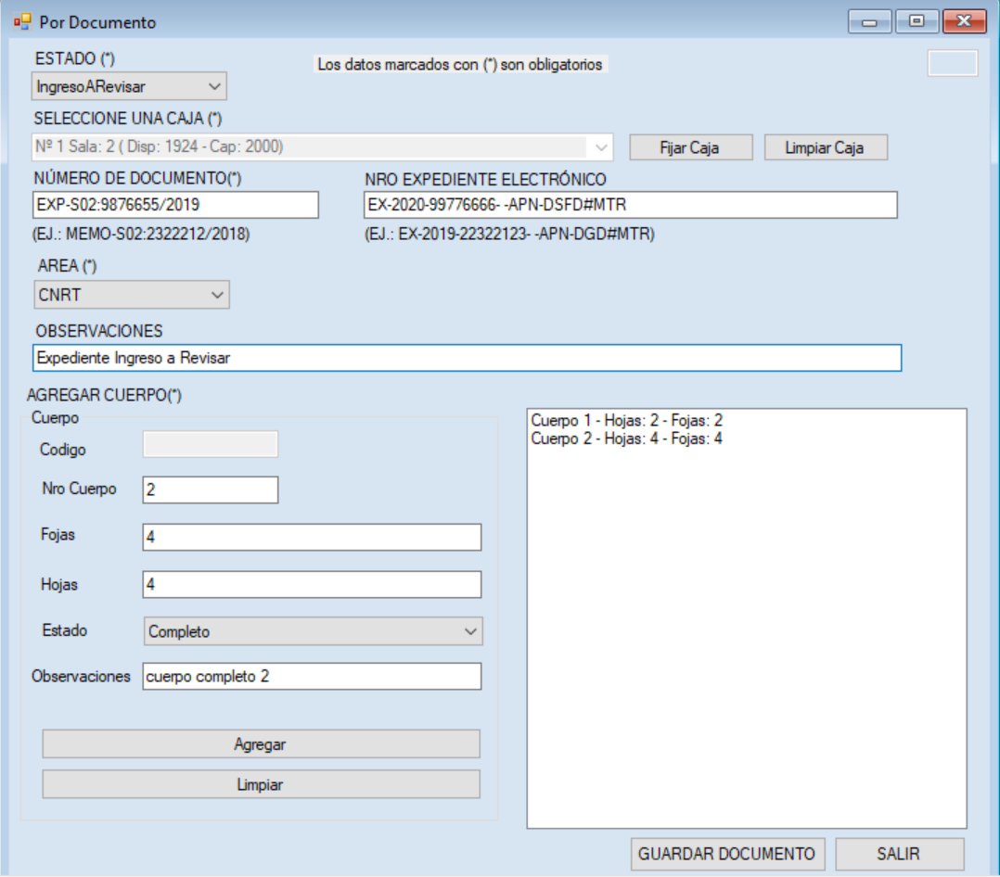 Por Documento
ESTADO (*)
Los datos marcados con (*) son obligatorios
IngresoARevisar
SELECCIONE UNA CAJA (*)
Nº 1 Sala: 2 ( Disp: 1924 - Cap: 2000)
Fijar Caja
Limpiar Caja
NÚMERO DE DOCUMENTO(*)
NRO EXPEDIENTE ELECTRÓNICO
EXP-S02:9876655/2019
EX-2020-99776666- -APN-DSFD#MTR
(EJ.: MEMO-S02:2322212/2018)
(EJ.: EX-2019-22322123- -APN-DGD#MTR)
AREA (*)
CNRT
OBSERVACIONES
Expediente Ingreso a Revisar
AGREGAR CUERPO(*)
Cuerpo
Codigo
Nro Cuerpo
2
Fojas
4
Hojas
4
Estado
Completo
Observaciones
cuerpo completo 2
Agregar
Limpiar
Cuerpo 1 - Hojas: 2 - Fojas: 2
Cuerpo 2 - Hojas: 4 - Fojas: 4
GUARDAR DOCUMENTO
SALIR